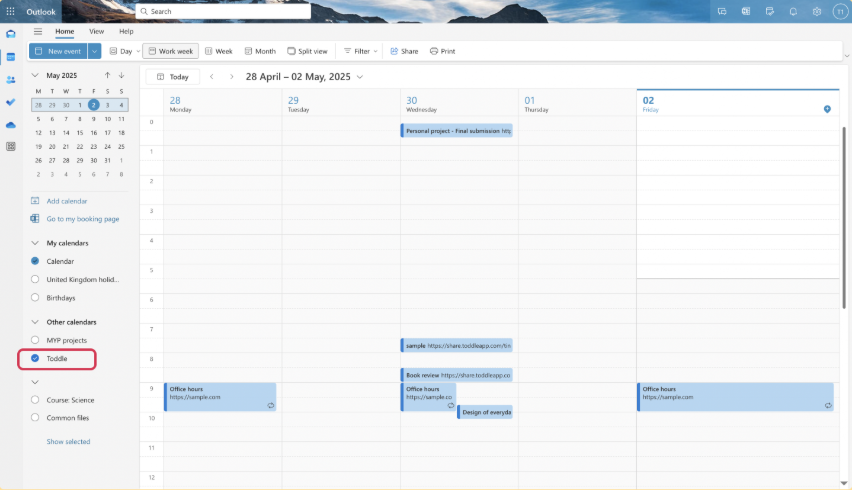 Outlook
Search
TT
Home View Help
New event Day Work week Week Month Split view Filter Share Print
May 2025
M T W T F S S
28 29 30 1 2 3 4
5 6 7 8 9 10 11
12 13 14 15 16 17 18
19 20 21 22 23 24 25
26 27 28 29 30 31 1
2 3 4 5 6 7 8
Add calendar
Go to my booking page
My calendars
Calendar
United Kingdom holid...
Birthdays
Other calendars
MYP projects
Toddle
Course: Science
Common files
Show selected
Today 28 April – 02 May, 2025
28
Monday
29
Tuesday
30
Wednesday
01
Thursday
02
Friday
0
Personal project - Final submission
1
2
3
4
5
6
7
sample https://share.toddleapp.com/
8
Book review https://share.toddleapp.co
9
Office hours
https://sample.com
Office hours
https://sample.co
Office hours
https://sample.com
Design of everyda
10
11
12